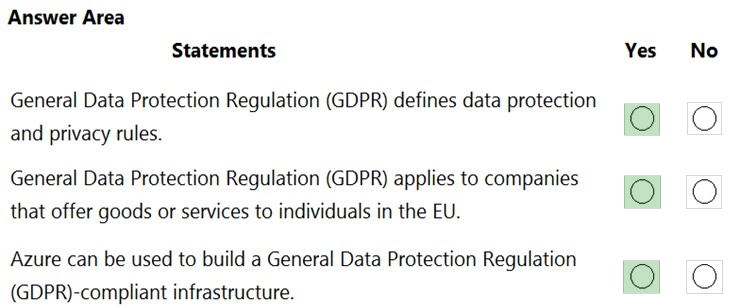 Answer Area
Statements Yes No
General Data Protection Regulation (GDPR) defines data protection
and privacy rules.
General Data Protection Regulation (GDPR) applies to companies
that offer goods or services to individuals in the EU.
Azure can be used to build a General Data Protection Regulation
(GDPR)-compliant infrastructure.